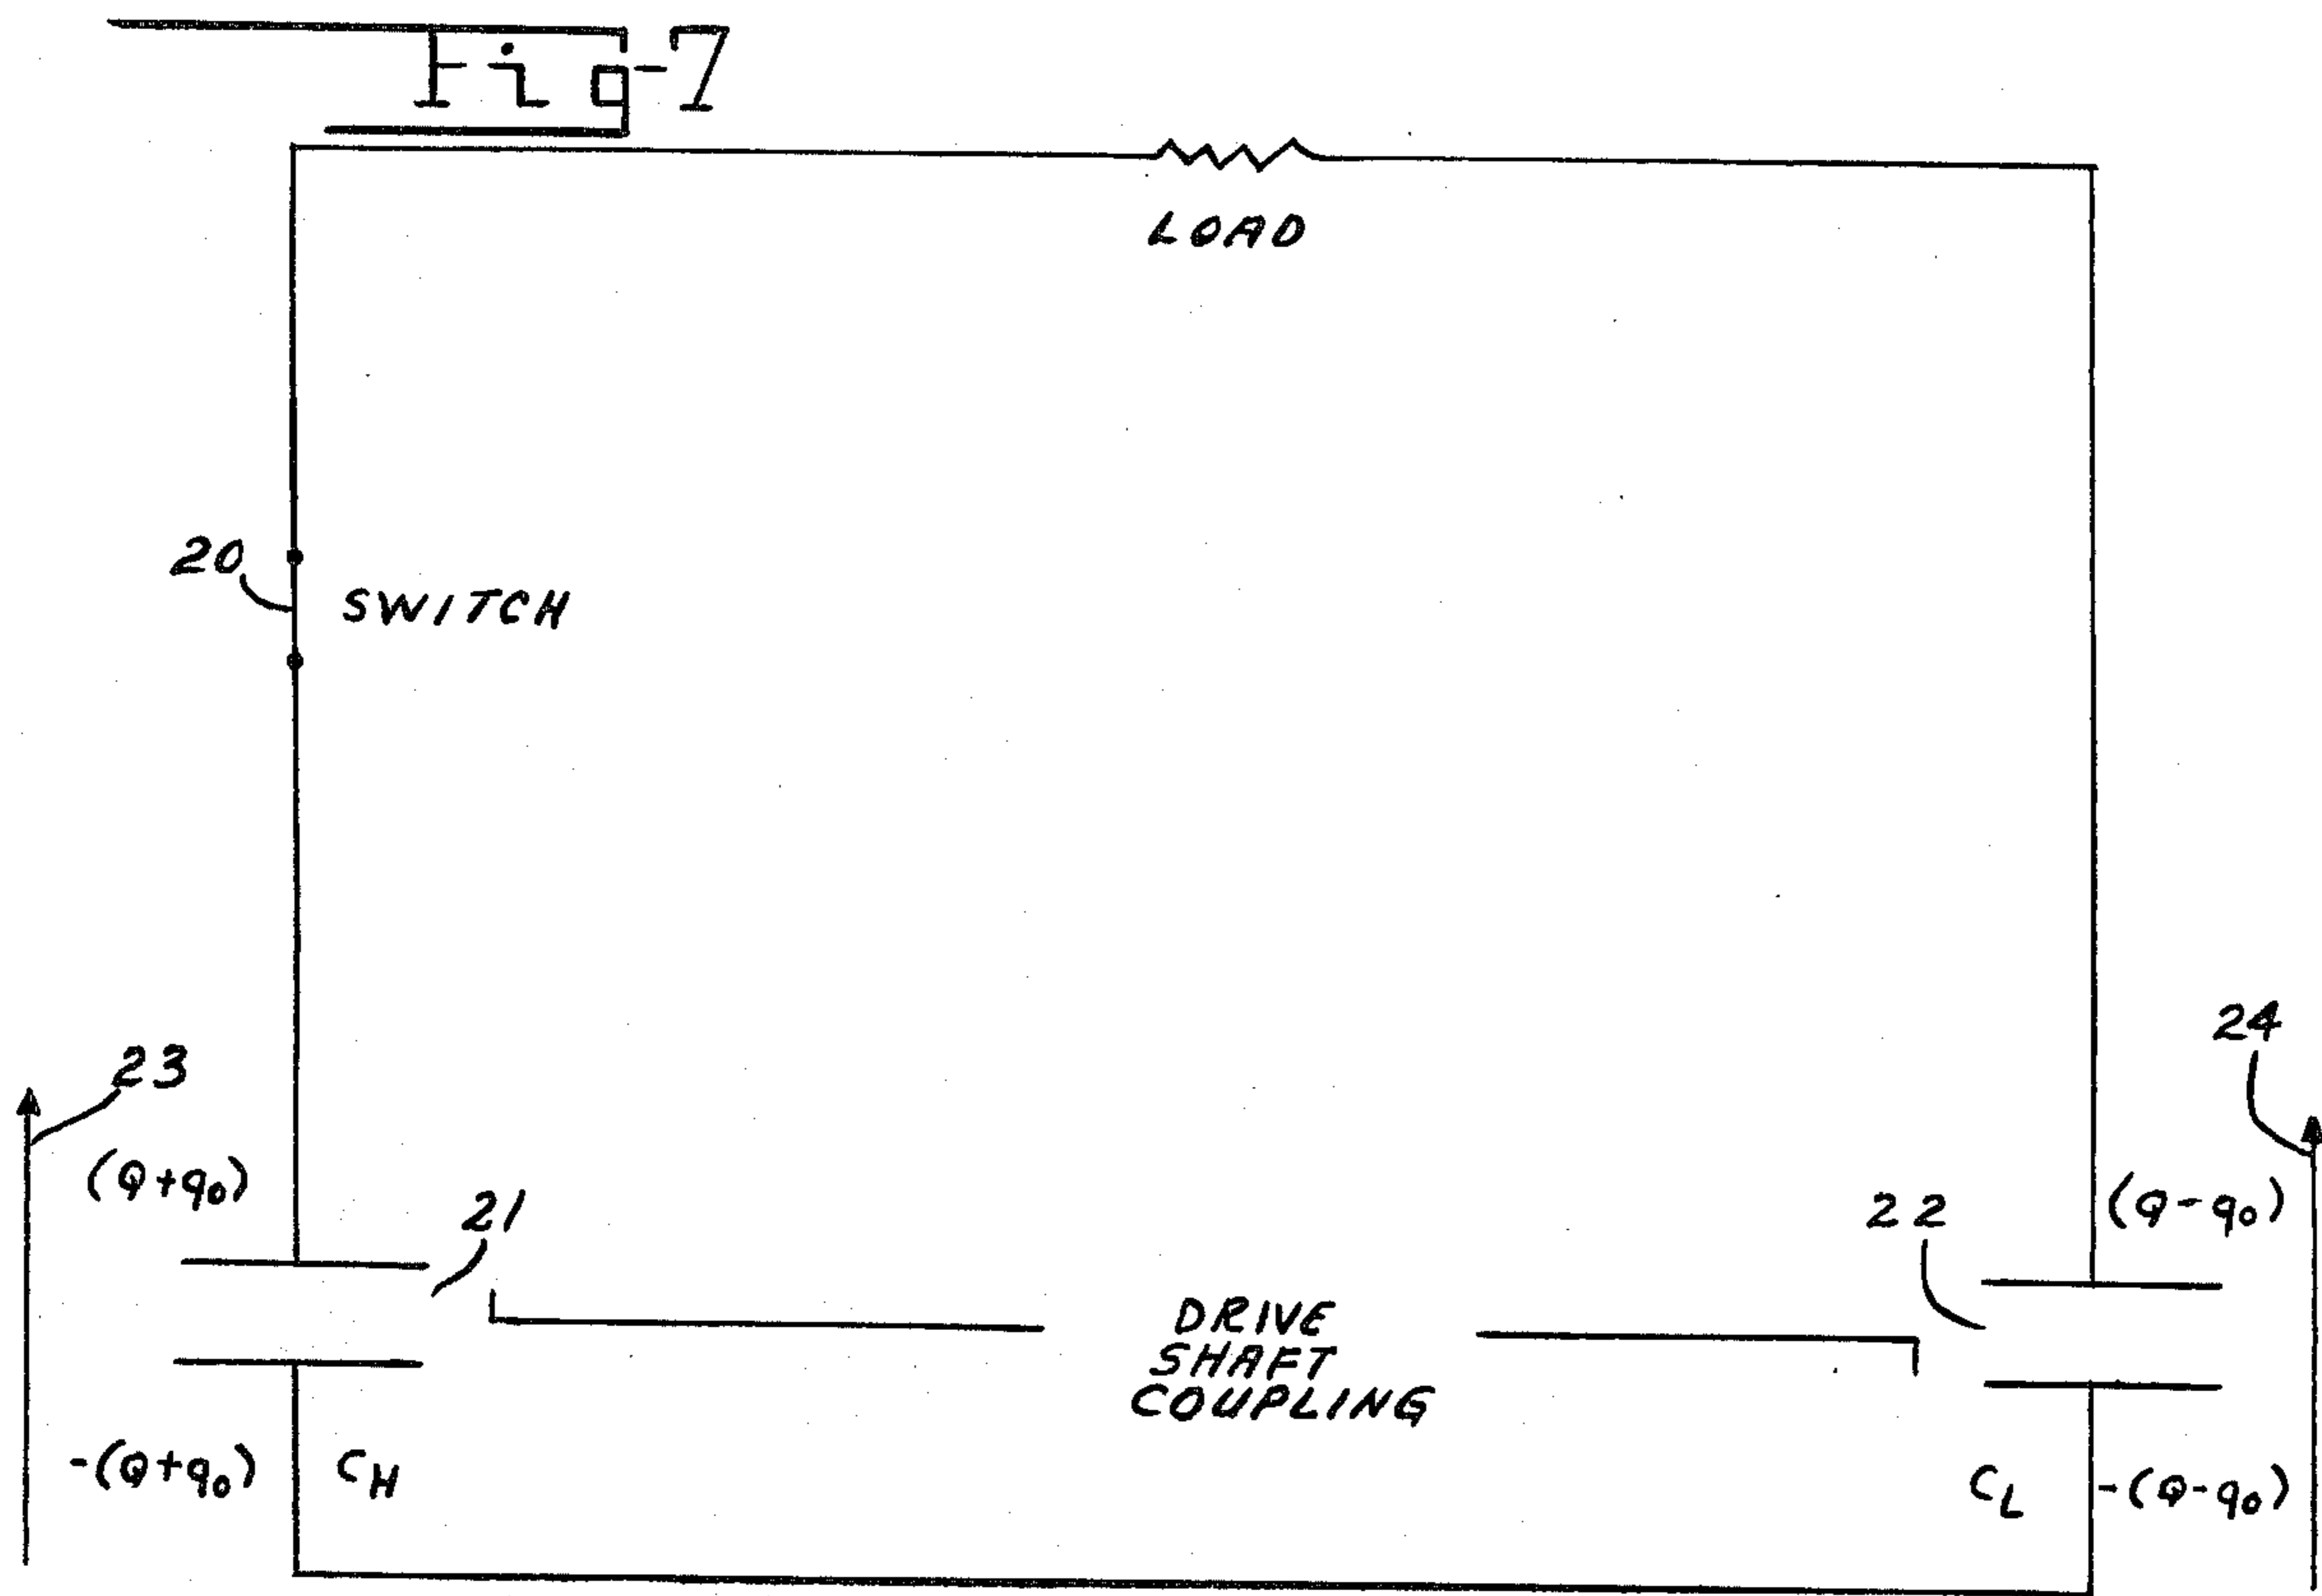 Fig-7
LOAD
20
SWITCH
23
24
(Q+q₀)
21
22
(Q-q₀)
DRIVE
SHAFT
COUPLING
-(Q+q₀)
C_H
C_L
-(Q-q₀)